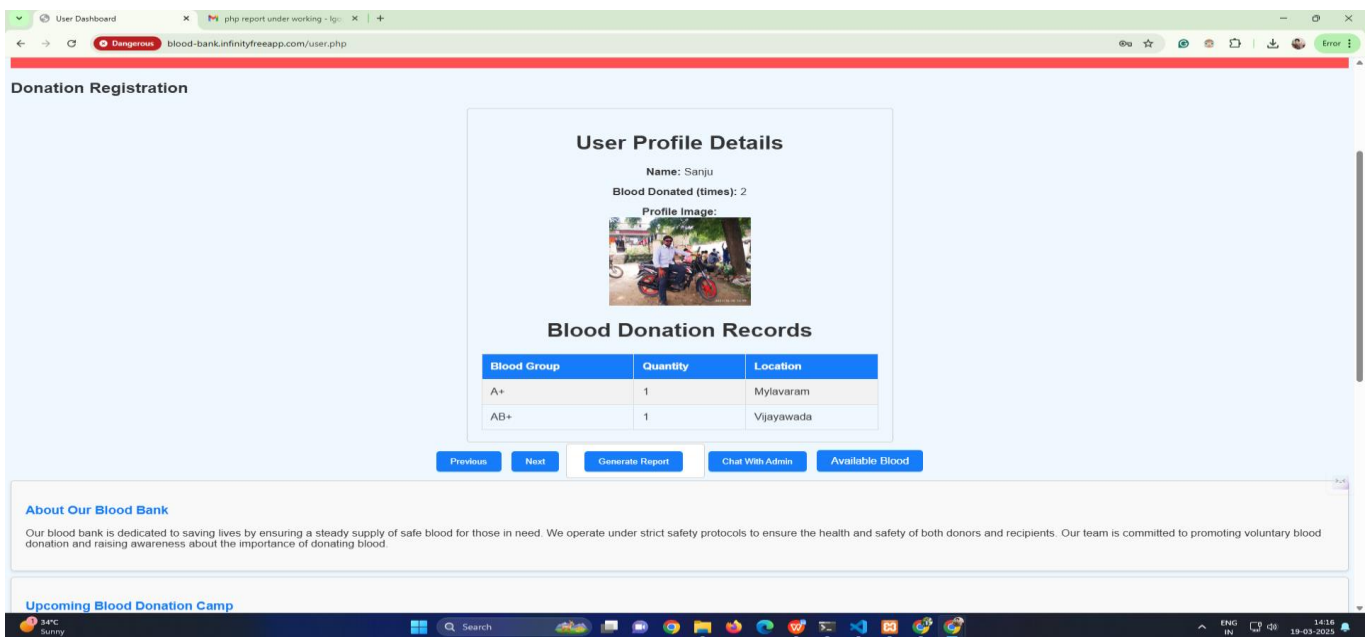 User Dashboard
php report under working - lg
Dangerous blood-bank.infinityfreeapp.com/user.php
Error
Donation Registration
User Profile Details
Name: Sanju
Blood Donated (times): 2
Profile Image:
Blood Donation Records
Blood Group Quantity Location
A+ 1 Mylavaram
AB+ 1 Vijayawada
Previous Next Generate Report Chat With Admin Available Blood
About Our Blood Bank
Our blood bank is dedicated to saving lives by ensuring a steady supply of safe blood for those in need. We operate under strict safety protocols to ensure the health and safety of both donors and recipients. Our team is committed to promoting voluntary blood
donation and raising awareness about the importance of donating blood.
Upcoming Blood Donation Camp
34°C
Sunny
Search
ENG
IN
14:16
19-03-2025